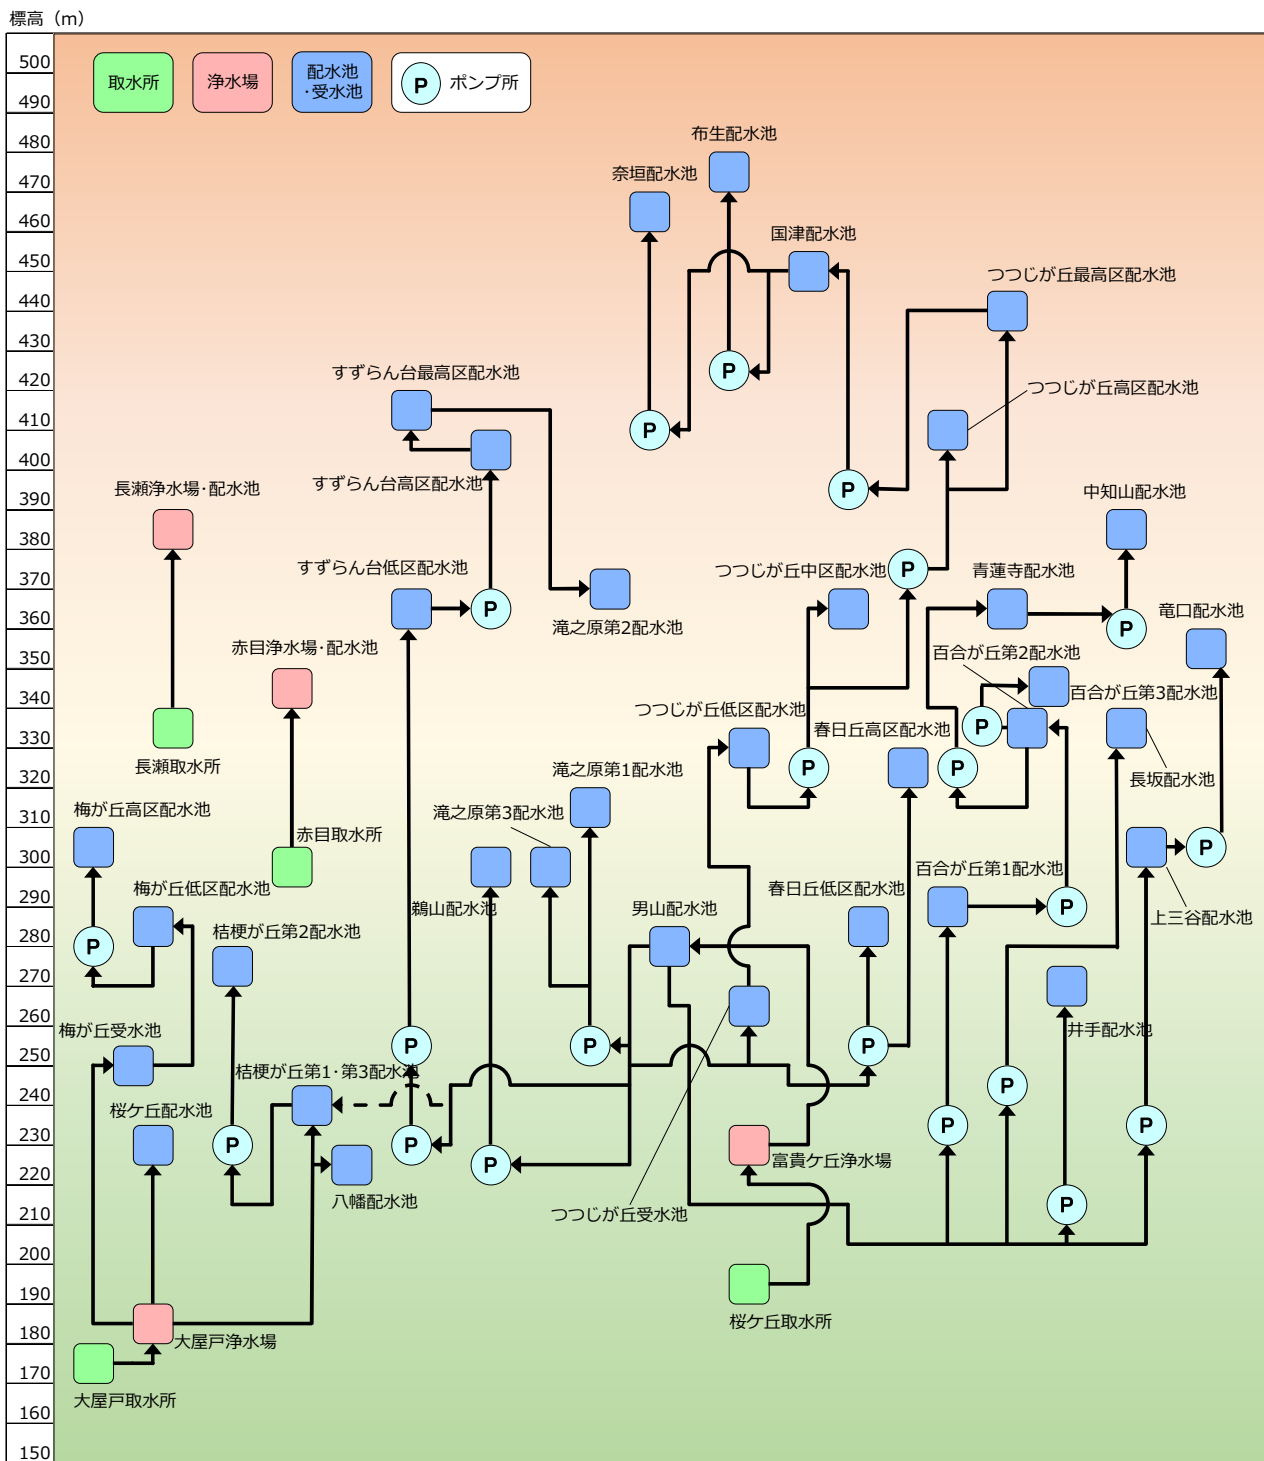 標高（m）
500
490
480
470
460
450
440
430
420
410
400
390
380
370
360
350
340
330
320
310
300
290
280
270
260
250
240
230
220
210
200
190
180
170
160
150
取水所
浄水場
配水池
・受水池
P
ポンプ所
布生配水池
奈垣配水池
国津配水池
つつじが丘最高区配水池
P
すずらん台最高区配水池
つつじが丘高区配水池
P
すずらん台高区配水池
長瀬浄水場・配水池
P
中知山配水池
すずらん台低区配水池
つつじが丘中区配水池
P
青蓮寺配水池
P
滝之原第2配水池
P
竜口配水池
赤目浄水場・配水池
百合が丘第2配水池
百合が丘第3配水池
つつじが丘低区配水池
春日丘高区配水池
P
長瀬取水所
滝之原第1配水池
P
P
長坂配水池
梅が丘高区配水池
滝之原第3配水池
赤目取水所
P
百合が丘第1配水池
梅が丘低区配水池
鵜山配水池
男山配水池
春日丘低区配水池
P
上三谷配水池
桔梗が丘第2配水池
P
梅が丘受水池
井手配水池
P
P
P
桔梗が丘第1・第3配水池
P
桜ケ丘配水池
P
P
P
P
富貴ケ丘浄水場
P
八幡配水池
つつじが丘受水池
P
桜ケ丘取水所
大屋戸浄水場
大屋戸取水所